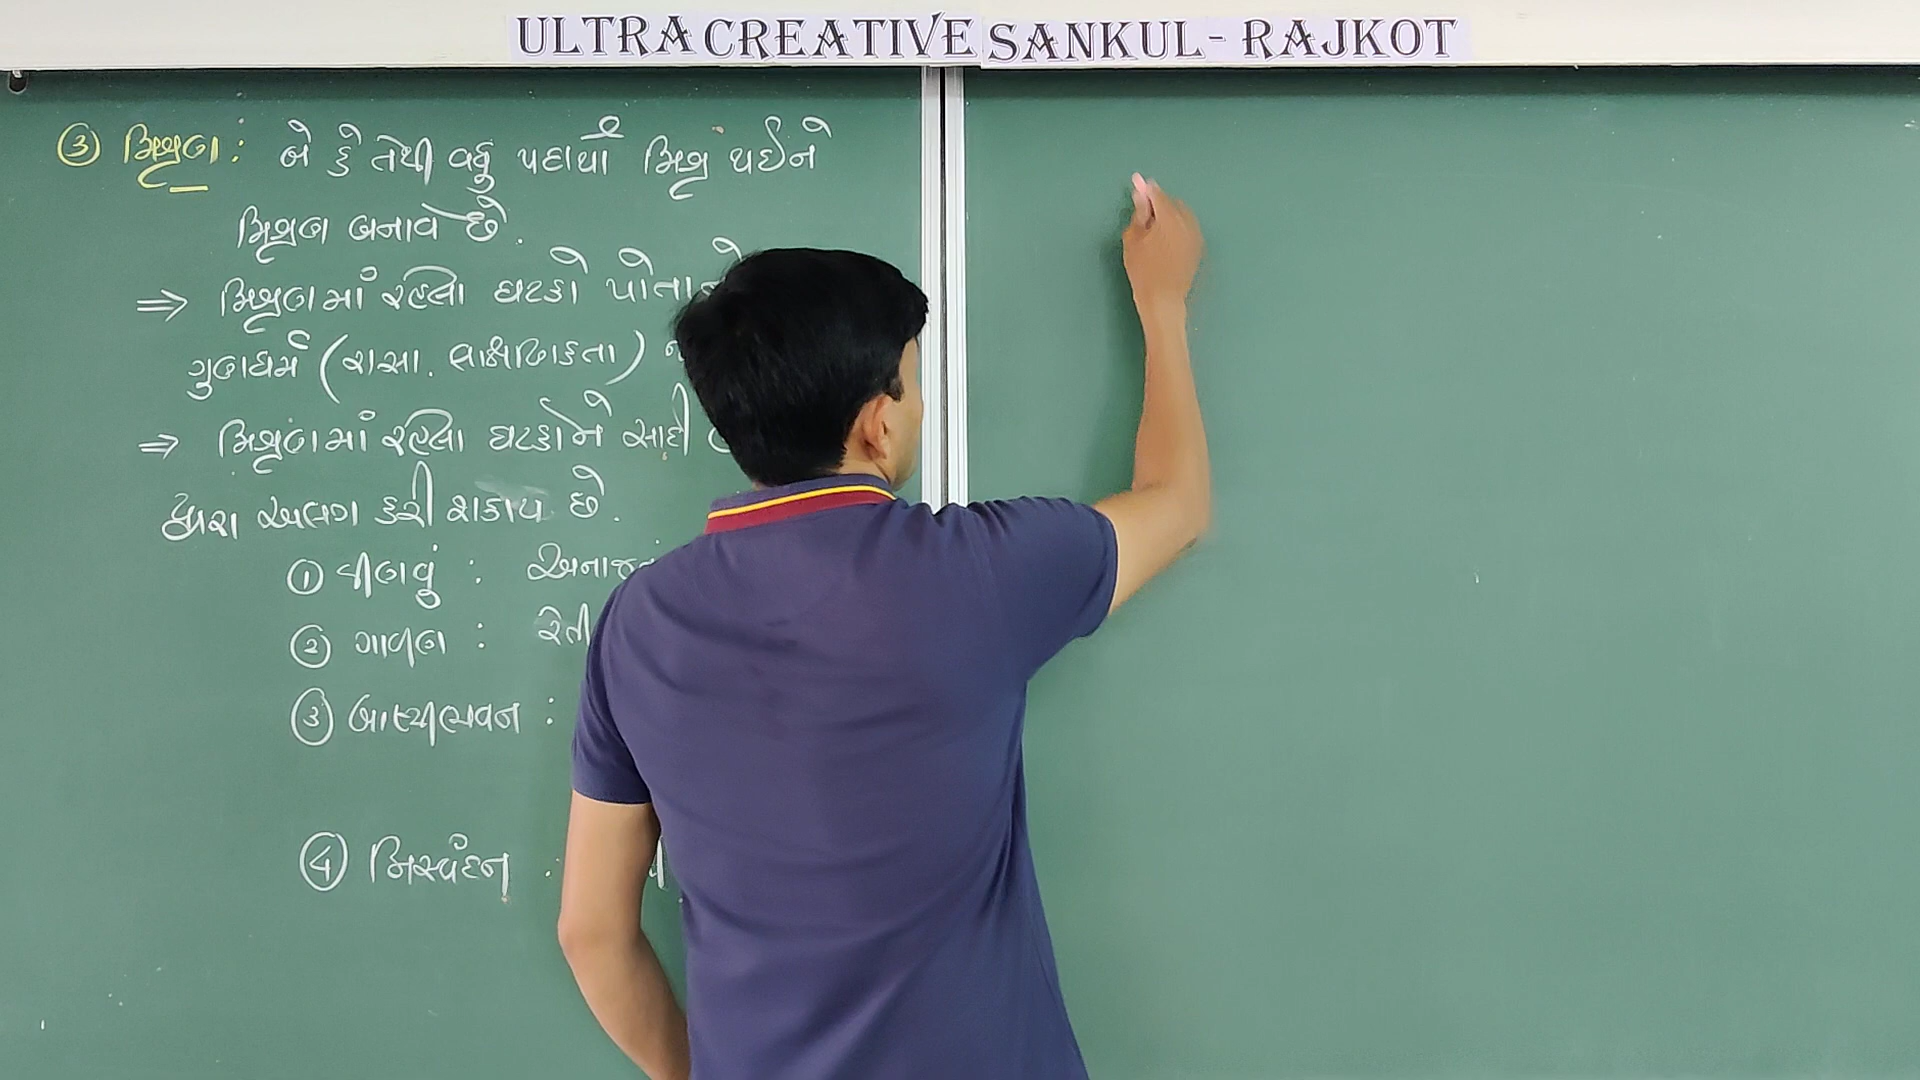 ULTRA CREATIVE SANKUL - RAJKOT
③ મિશ્રણ : બે કે તેથી વધુ પદાર્થો મિશ્ર થઈને
મિશ્રણ બનાવે છે.
⇒ મિશ્રણમાં રહેલા ઘટકો પોતાનો
ગુણધર્મ (રાસા. લાક્ષણિકતા)
⇒ મિશ્રણમાં રહેલા ઘટકોને સાદી
દ્વારા અલગ કરી શકાય છે.
① વીણવું : અનાજનાં
② ગાળણ : રેતી
③ બાષ્પીભવન :
④ નિસ્યંદન :